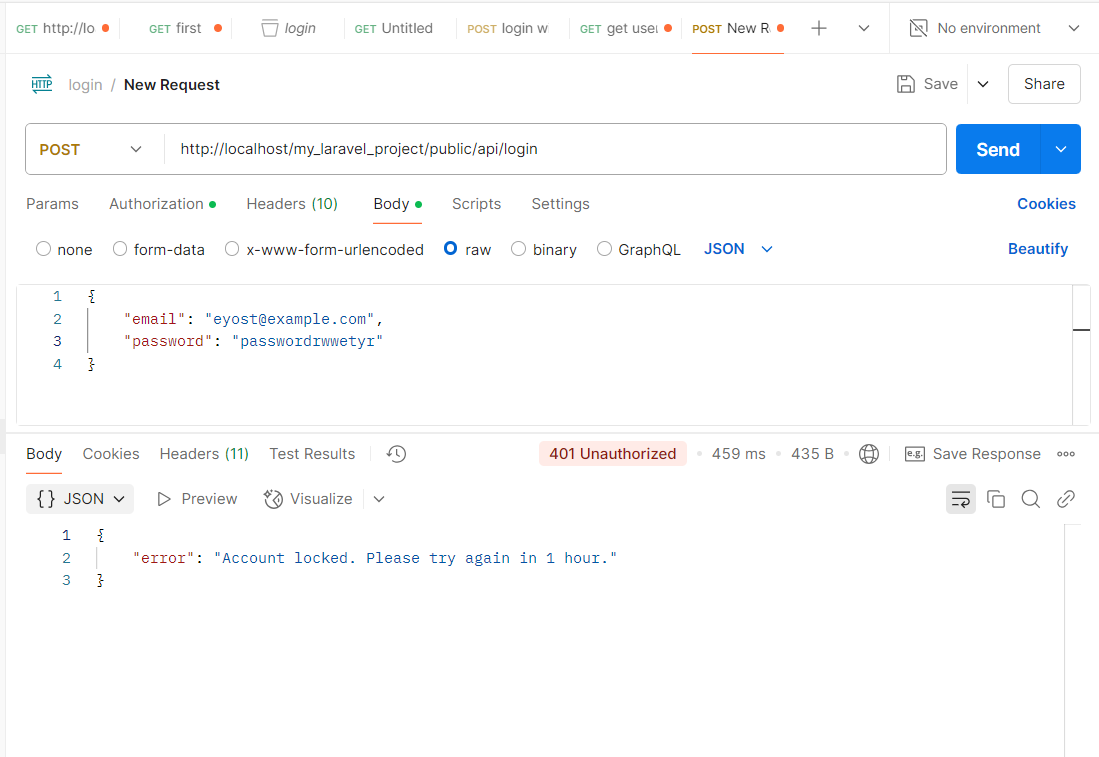 GET http://lo GET first login GET Untitled POST login w GET get use POST New R No environment
HTTP login / New Request Save Share
POST http://localhost/my_laravel_project/public/api/login Send
Params Authorization Headers (10) Body Scripts Settings Cookies
none form-data x-www-form-urlencoded raw binary GraphQL JSON Beautify
1 {
2 "email": "eyost@example.com",
3 "password": "passwordrwwetyr"
4 }
Body Cookies Headers (11) Test Results 401 Unauthorized 459 ms 435 B e.g. Save Response
{} JSON Preview Visualize
1 {
2 "error": "Account locked. Please try again in 1 hour."
3 }